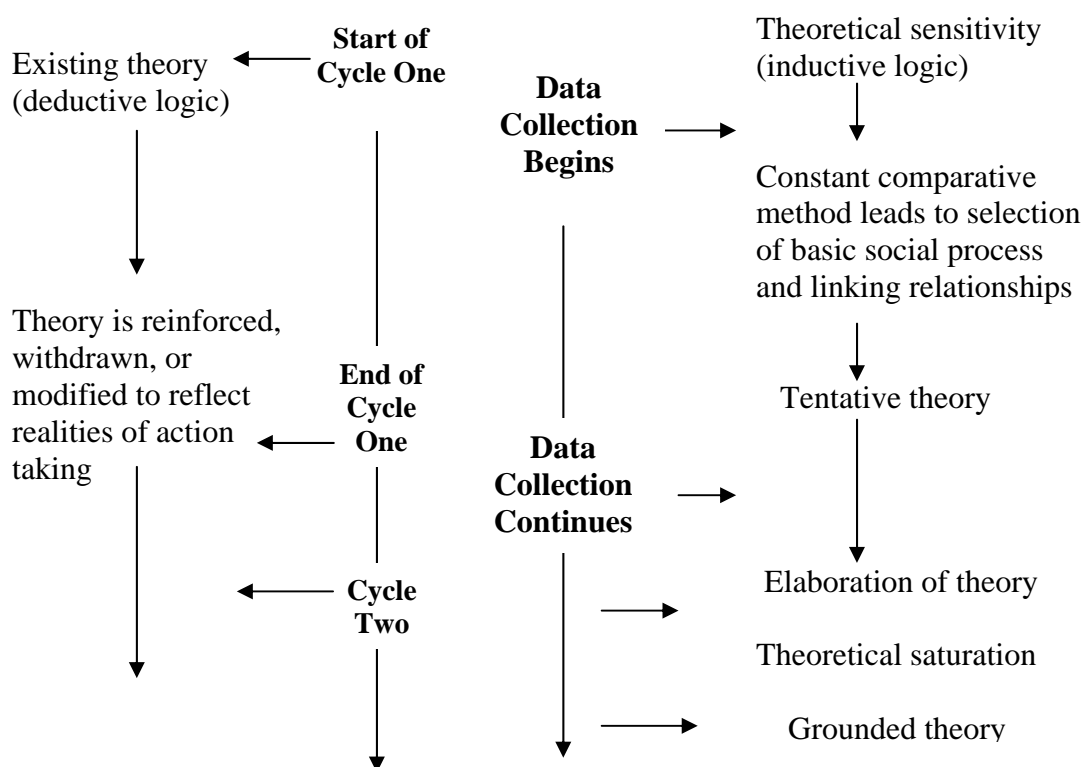 Existing theory
(deductive logic)
Theory is reinforced,
withdrawn, or
modified to reflect
realities of action
taking
Start of
Cycle One
End of
Cycle
One
Cycle
Two
Data
Collection
Begins
Data
Collection
Continues
Theoretical sensitivity
(inductive logic)
Constant comparative
method leads to selection
of basic social process
and linking relationships
Tentative theory
Elaboration of theory
Theoretical saturation
Grounded theory